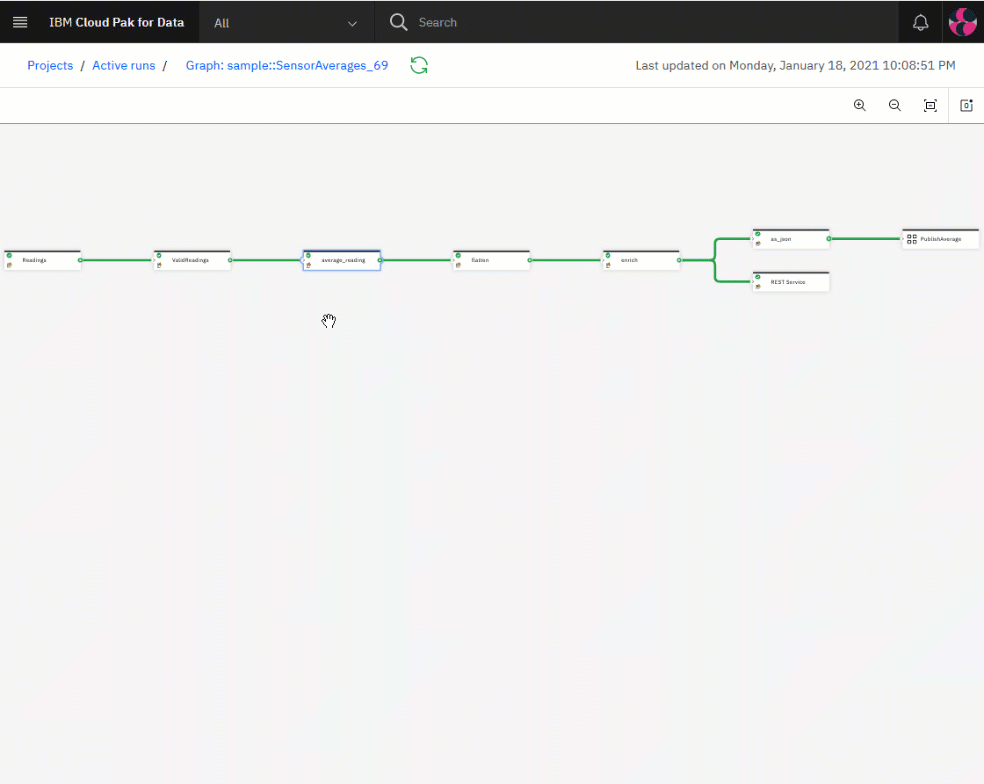 IBM Cloud Pak for Data All Search
Projects / Active runs / Graph: sample::SensorAverages_69 Last updated on Monday, January 18, 2021 10:08:51 PM
as_json PublishAverage
Readings ValidReadings average_reading flatten enrich
REST Service